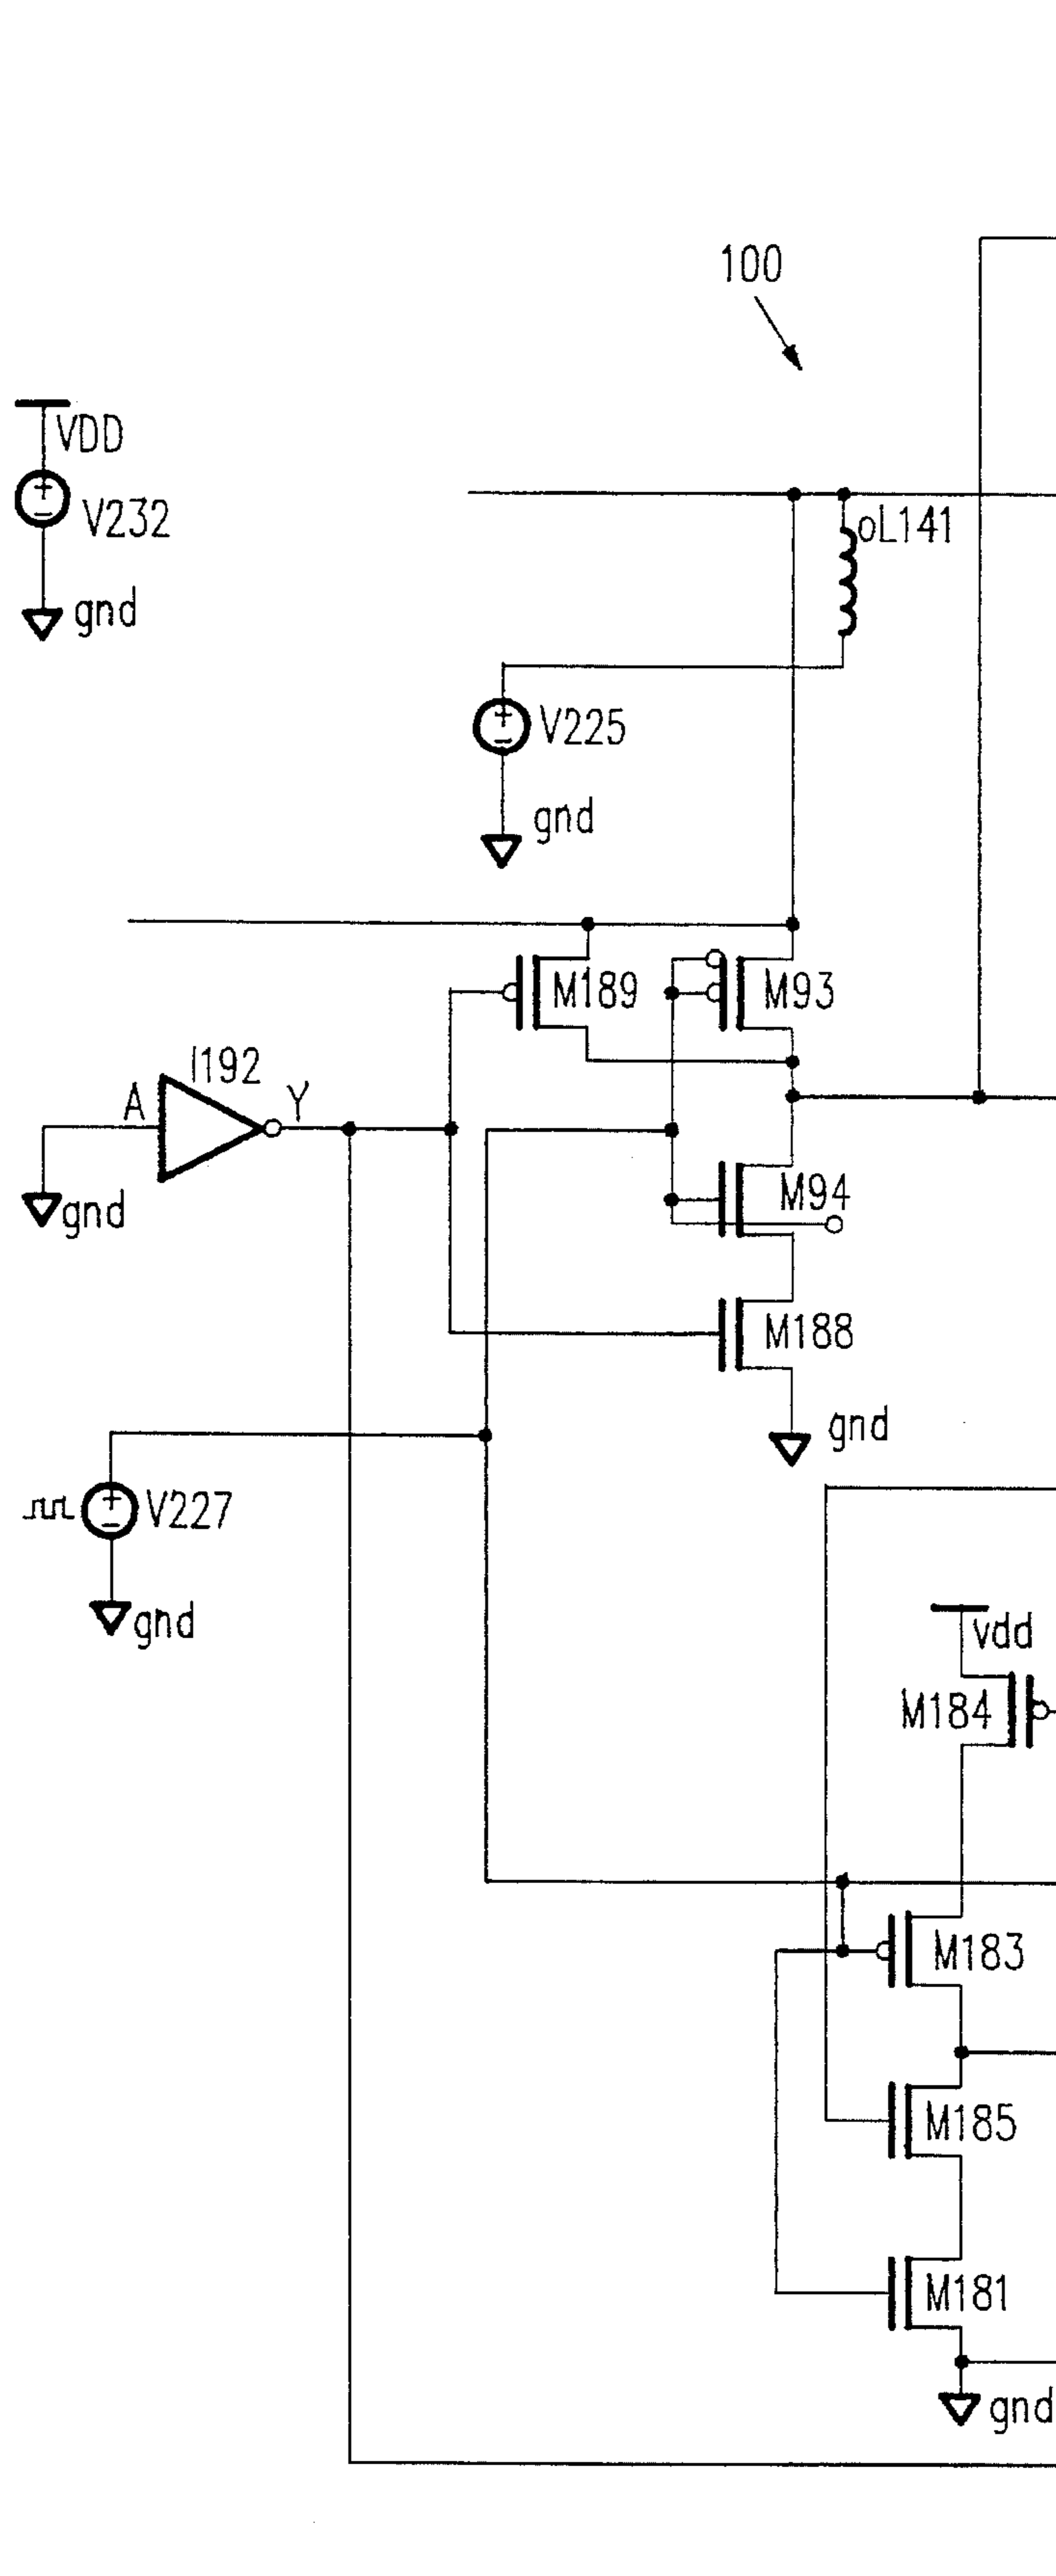 100
VDD
+
−
V232
gnd
oL141
+
−
V225
gnd
M189
M93
I192
A
Y
gnd
M94
M188
gnd
+
−
V227
gnd
vdd
M184
M183
M185
M181
gnd